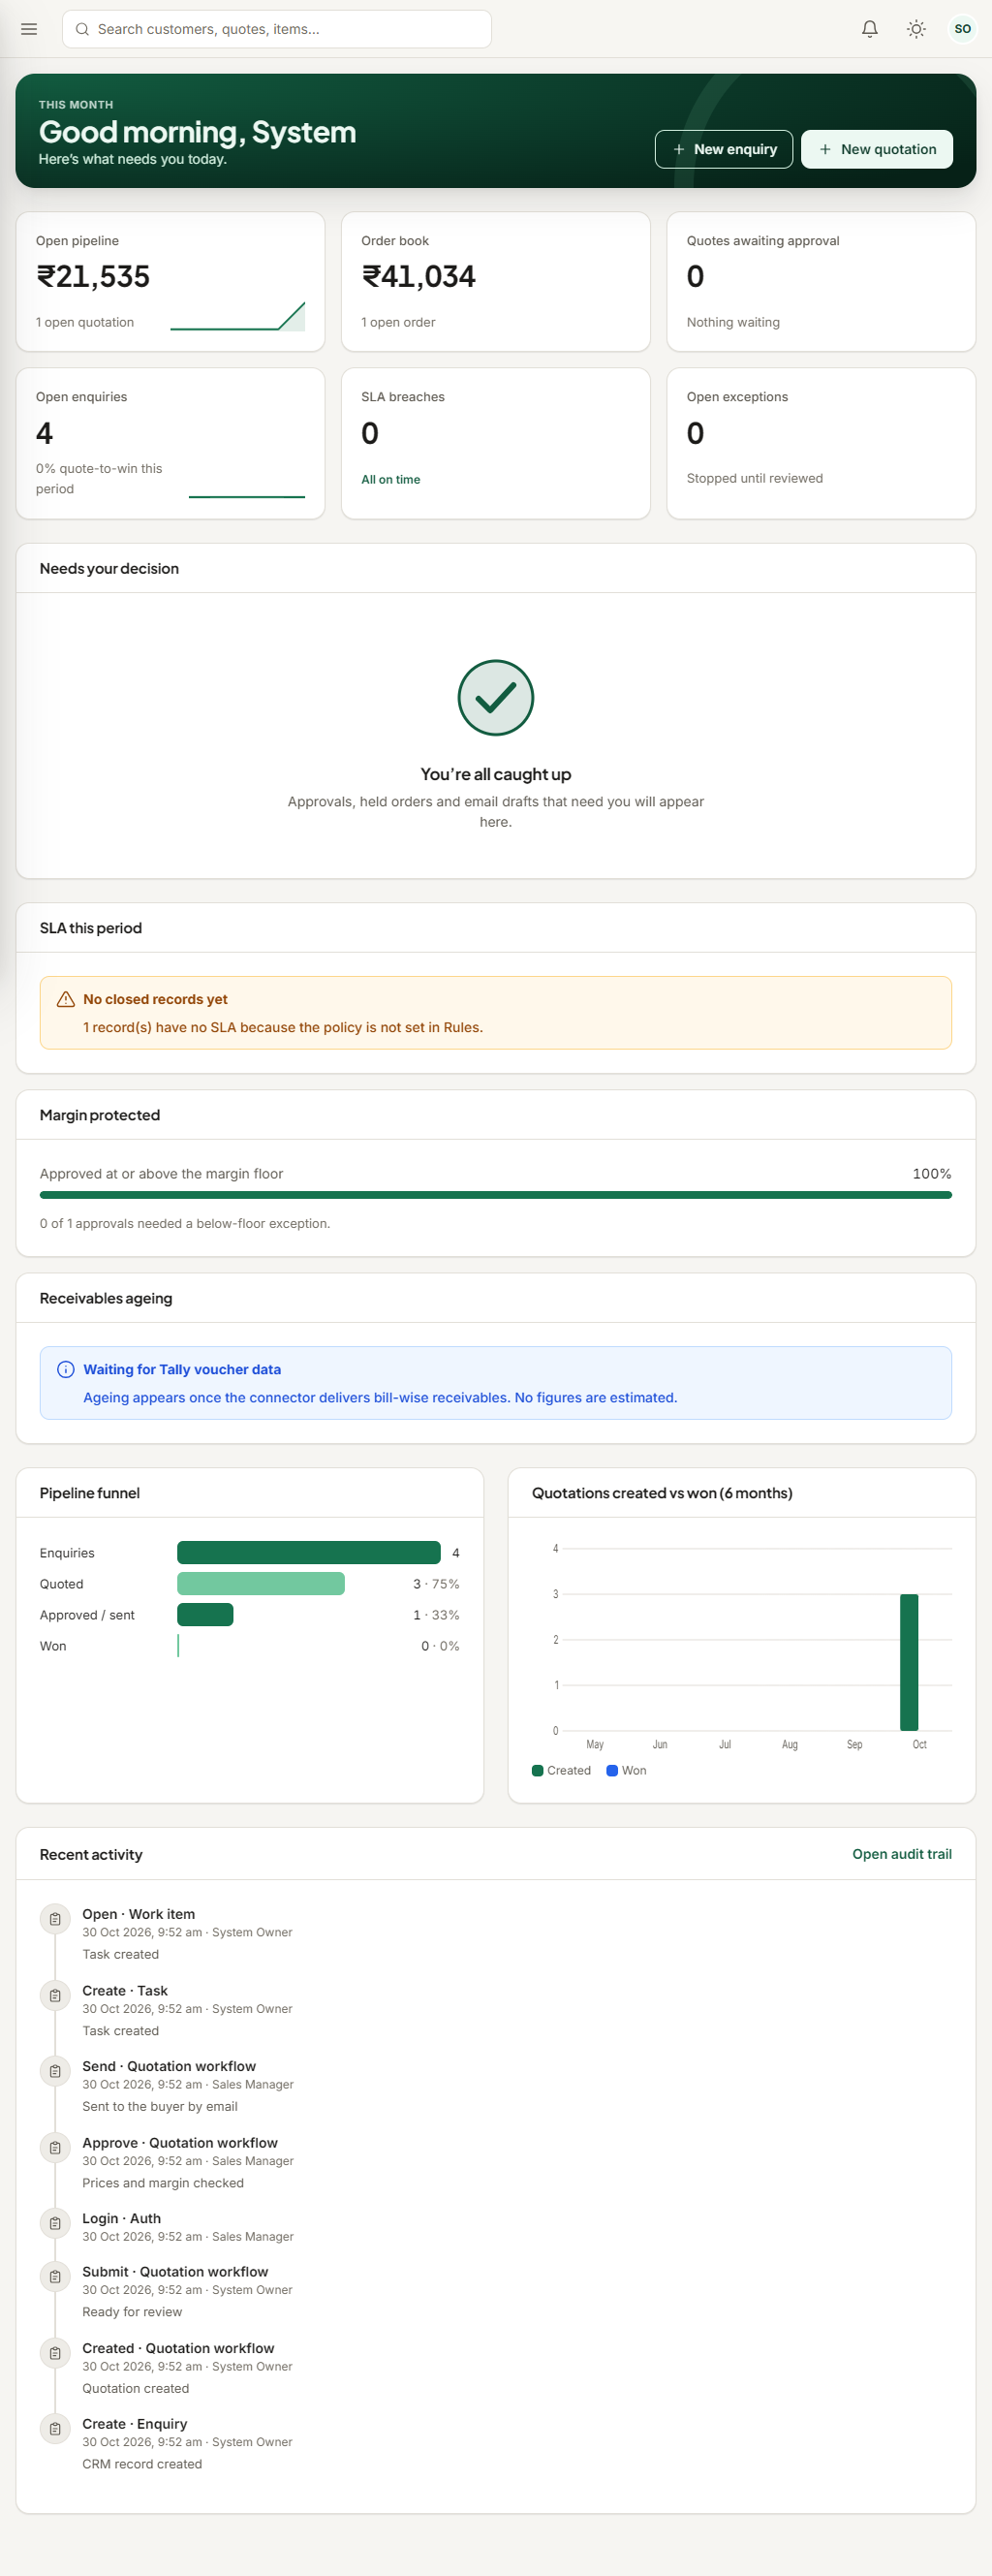 Search customers, quotes, items...
SO
THIS MONTH
Good morning, System
Here's what needs you today.
New enquiry
New quotation
Open pipeline
₹21,535
1 open quotation
Order book
₹41,034
1 open order
Quotes awaiting approval
0
Nothing waiting
Open enquiries
4
0% quote-to-win this
period
SLA breaches
0
All on time
Open exceptions
0
Stopped until reviewed
Needs your decision
You’re all caught up
Approvals, held orders and email drafts that need you will appear
here.
SLA this period
No closed records yet
1 record(s) have no SLA because the policy is not set in Rules.
Margin protected
Approved at or above the margin floor 100%
0 of 1 approvals needed a below-floor exception.
Receivables ageing
Waiting for Tally voucher data
Ageing appears once the connector delivers bill-wise receivables. No figures are estimated.
Pipeline funnel
Enquiries 4
Quoted 3 · 75%
Approved / sent 1 · 33%
Won 0 · 0%
Quotations created vs won (6 months)
4
3
2
1
0
May Jun Jul Aug Sep Oct
Created Won
Recent activity Open audit trail
Open · Work item
30 Oct 2026, 9:52 am · System Owner
Task created
Create · Task
30 Oct 2026, 9:52 am · System Owner
Task created
Send · Quotation workflow
30 Oct 2026, 9:52 am · Sales Manager
Sent to the buyer by email
Approve · Quotation workflow
30 Oct 2026, 9:52 am · Sales Manager
Prices and margin checked
Login · Auth
30 Oct 2026, 9:52 am · Sales Manager
Submit · Quotation workflow
30 Oct 2026, 9:52 am · System Owner
Ready for review
Created · Quotation workflow
30 Oct 2026, 9:52 am · System Owner
Quotation created
Create · Enquiry
30 Oct 2026, 9:52 am · System Owner
CRM record created